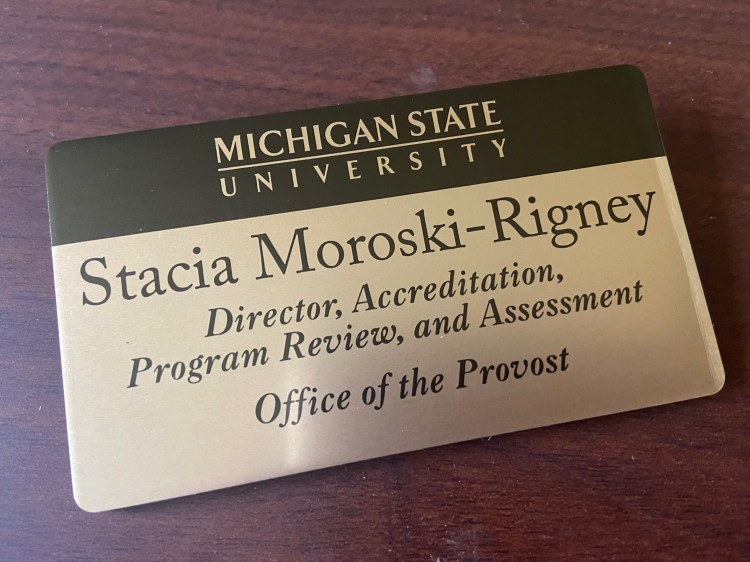 MICHIGAN STATE
UNIVERSITY
Stacia Moroski-Rigney
Director, Accreditation,
Program Review, and Assessment
Office of the Provost